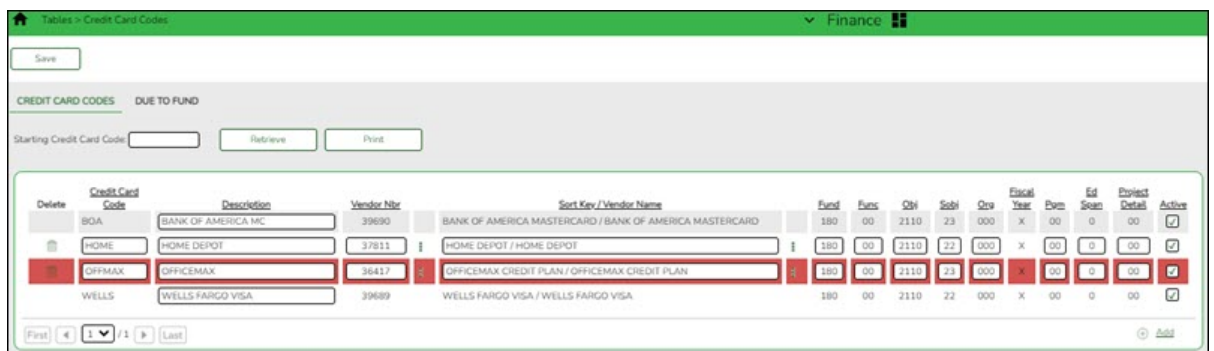 Tables > Credit Card Codes Finance
Save
CREDIT CARD CODES DUE TO FUND
Starting Credit Card Code: Retrieve Print
Delete Credit Card Code Description Vendor Nbr Sort Key / Vendor Name Fund Func Obj Sobj Org Fiscal Year Pgm Ed Span Project Detail Active
BOA BANK OF AMERICA MC 39690 BANK OF AMERICA MASTERCARD / BANK OF AMERICA MASTERCARD 180 00 2110 23 000 X 00 0 00
HOME HOME DEPOT 37811 HOME DEPOT / HOME DEPOT 180 00 2110 22 000 X 00 0 00
OFFMAX OFFICEMAX 36417 OFFICEMAX CREDIT PLAN / OFFICEMAX CREDIT PLAN 180 00 2110 23 000 X 00 0 00
WELLS WELLS FARGO VISA 39689 WELLS FARGO VISA / WELLS FARGO VISA 180 00 2110 22 000 X 00 0 00
First 1 / 1 Last Add